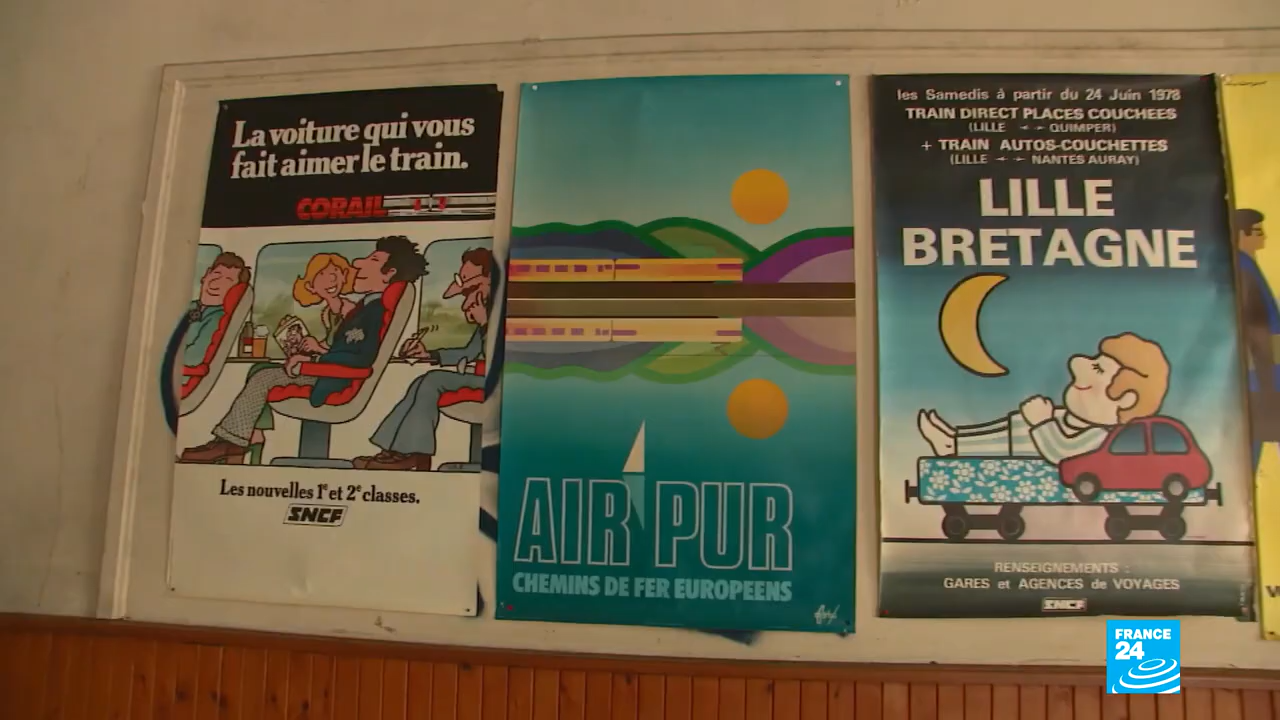 La voiture qui vous
fait aimer le train.
CORAIL
Les nouvelles 1e et 2e classes.
SNCF
AIR PUR
CHEMINS DE FER EUROPEENS
les Samedis à partir du 24 Juin 1978
TRAIN DIRECT PLACES COUCHEES
(LILLE QUIMPER)
+ TRAIN AUTOS-COUCHETTES
(LILLE NANTES AURAY)
LILLE
BRETAGNE
RENSEIGNEMENTS :
GARES et AGENCES de VOYAGES
SNCF
FRANCE
24